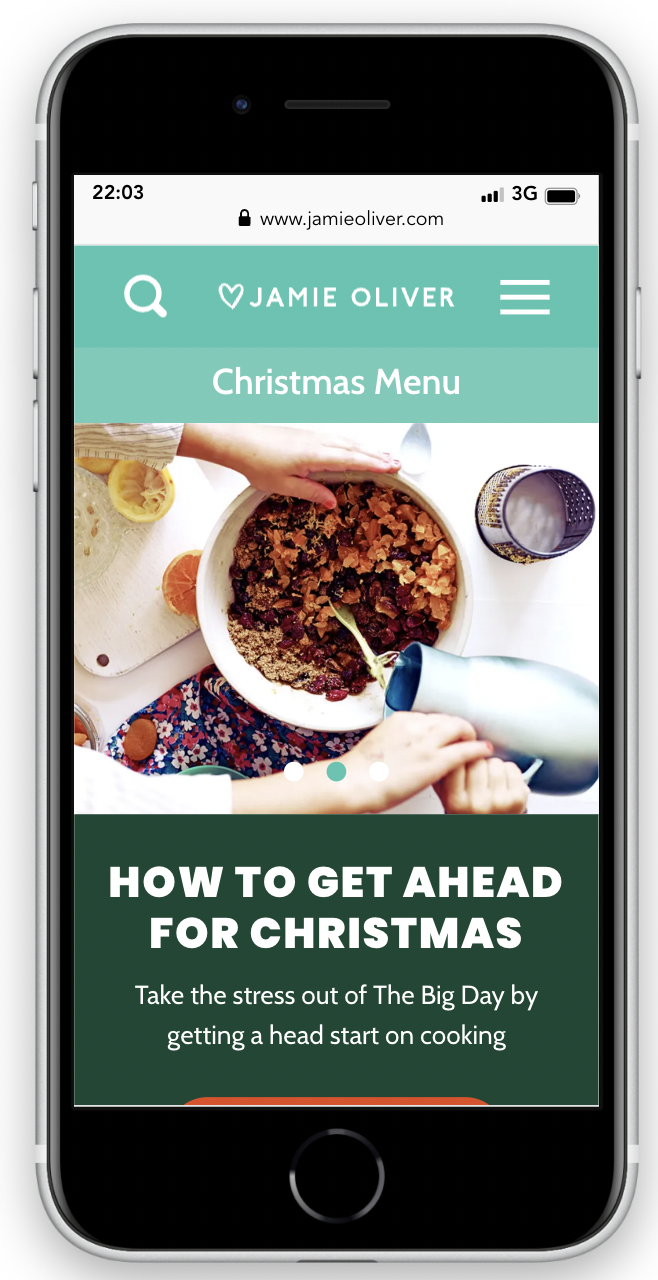 22:03
3G
www.jamieoliver.com
JAMIE OLIVER
Christmas Menu
HOW TO GET AHEAD
FOR CHRISTMAS
Take the stress out of The Big Day by
getting a head start on cooking